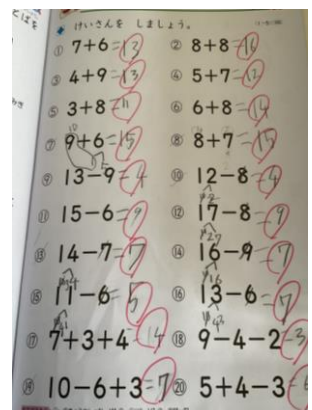 とばを
けいさんを しましょう。
① 7+6=13 ② 8+8=16
③ 4+9=13 ④ 5+7=12
⑤ 3+8=11 ⑥ 6+8=14
⑦ 9+6=15 ⑧ 8+7=15
⑨ 13-9=4 ⑩ 12-8=4
⑪ 15-6=9 ⑫ 17-8=9
⑬ 14-7=7 ⑭ 16-9=7
⑮ 11-6=5 ⑯ 13-6=7
⑰ 7+3+4=14 ⑱ 9-4-2=3
⑲ 10-6+3=7 ⑳ 5+4-3=6